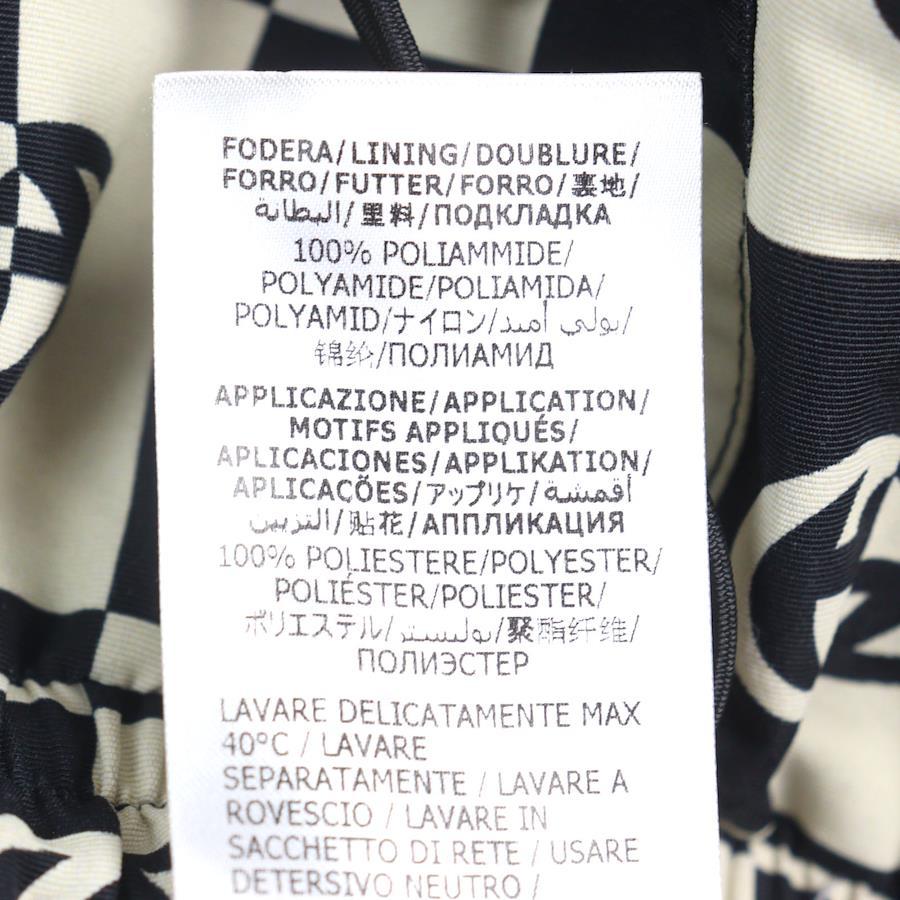 FODERA/LINING/DOUBLURE/
FORRO/FUTTER/FORRO/裏地/
البطانة/里料/ПОДКЛАДКА
100% POLIAMMIDE/
POLYAMIDE/POLIAMIDA/
POLYAMID/ナイロン/بولي أميد/
锦纶/ПОЛИАМИД
APPLICAZIONE/APPLICATION/
MOTIFS APPLIQUÉS/
APLICACIONES/APPLIKATION/
APLICAÇÕES/アップリケ/أقمشة
التزيين/贴花/АППЛИКАЦИЯ
100% POLIESTERE/POLYESTER/
POLIÉSTER/POLIESTER/
ポリエステル/بوليستر/聚酯纤维/
ПОЛИЭСТЕР
LAVARE DELICATAMENTE MAX
40°C / LAVARE
SEPARATAMENTE / LAVARE A
ROVESCIO / LAVARE IN
SACCHETTO DI RETE / USARE
DETERSIVO NEUTRO /